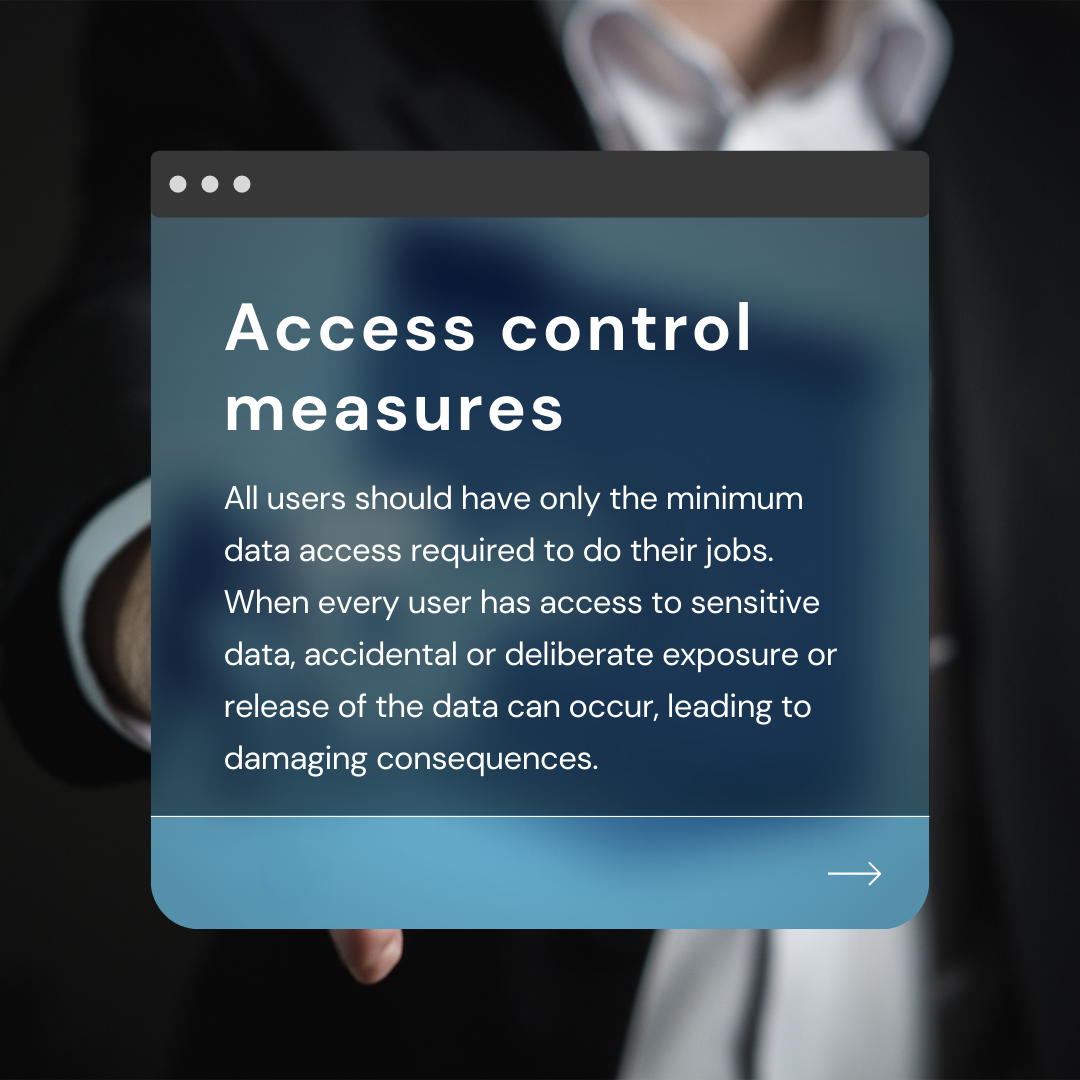 Access control
measures
All users should have only the minimum
data access required to do their jobs.
When every user has access to sensitive
data, accidental or deliberate exposure or
release of the data can occur, leading to
damaging consequences.